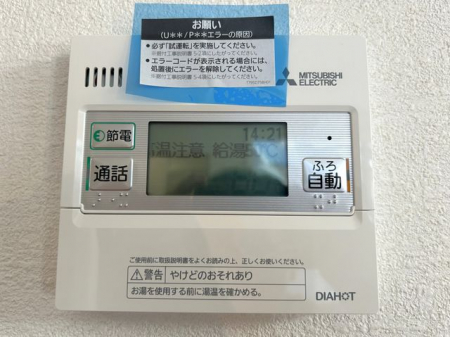 お願い
(U**/P**エラーの原因)
●必ず「試運転」を実施してください。
●エラーコードが表示される場合には、
処置後にエラーを解除してください。
MITSUBISHI
ELECTRIC
14:21
温注意 給湯
節電
通話
ふろ
自動
ご使用前に取扱説明書をよくお読みの上、正しくお使いください。
⚠警告 やけどのおそれあり
お湯を使用する前に湯温を確かめる。
DIAHOT